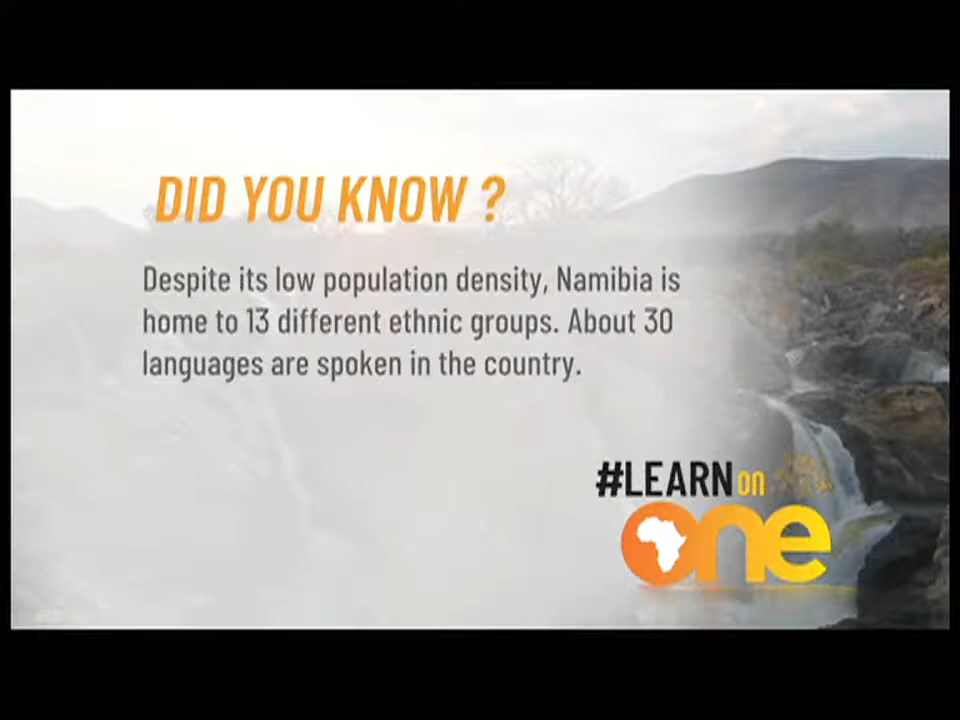 DID YOU KNOW ?
Despite its low population density, Namibia is
home to 13 different ethnic groups. About 30
languages are spoken in the country.
#LEARN on
one